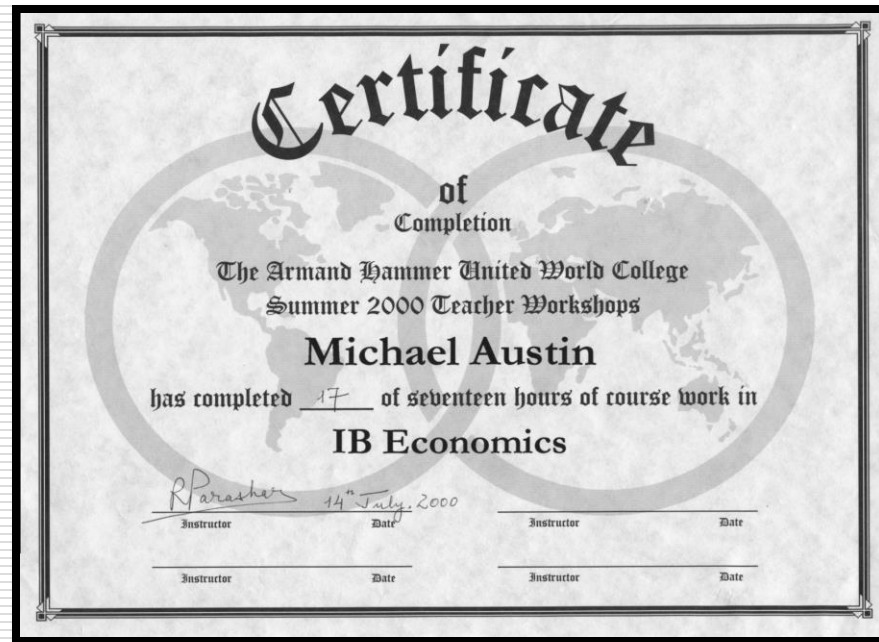 Certificate
of
Completion
The Armand Hammer United World College
Summer 2000 Teacher Workshops
Michael Austin
has completed 17 of seventeen hours of course work in
IB Economics
R Parashar 14th July. 2000
Instructor Date Instructor Date
Instructor Date Instructor Date